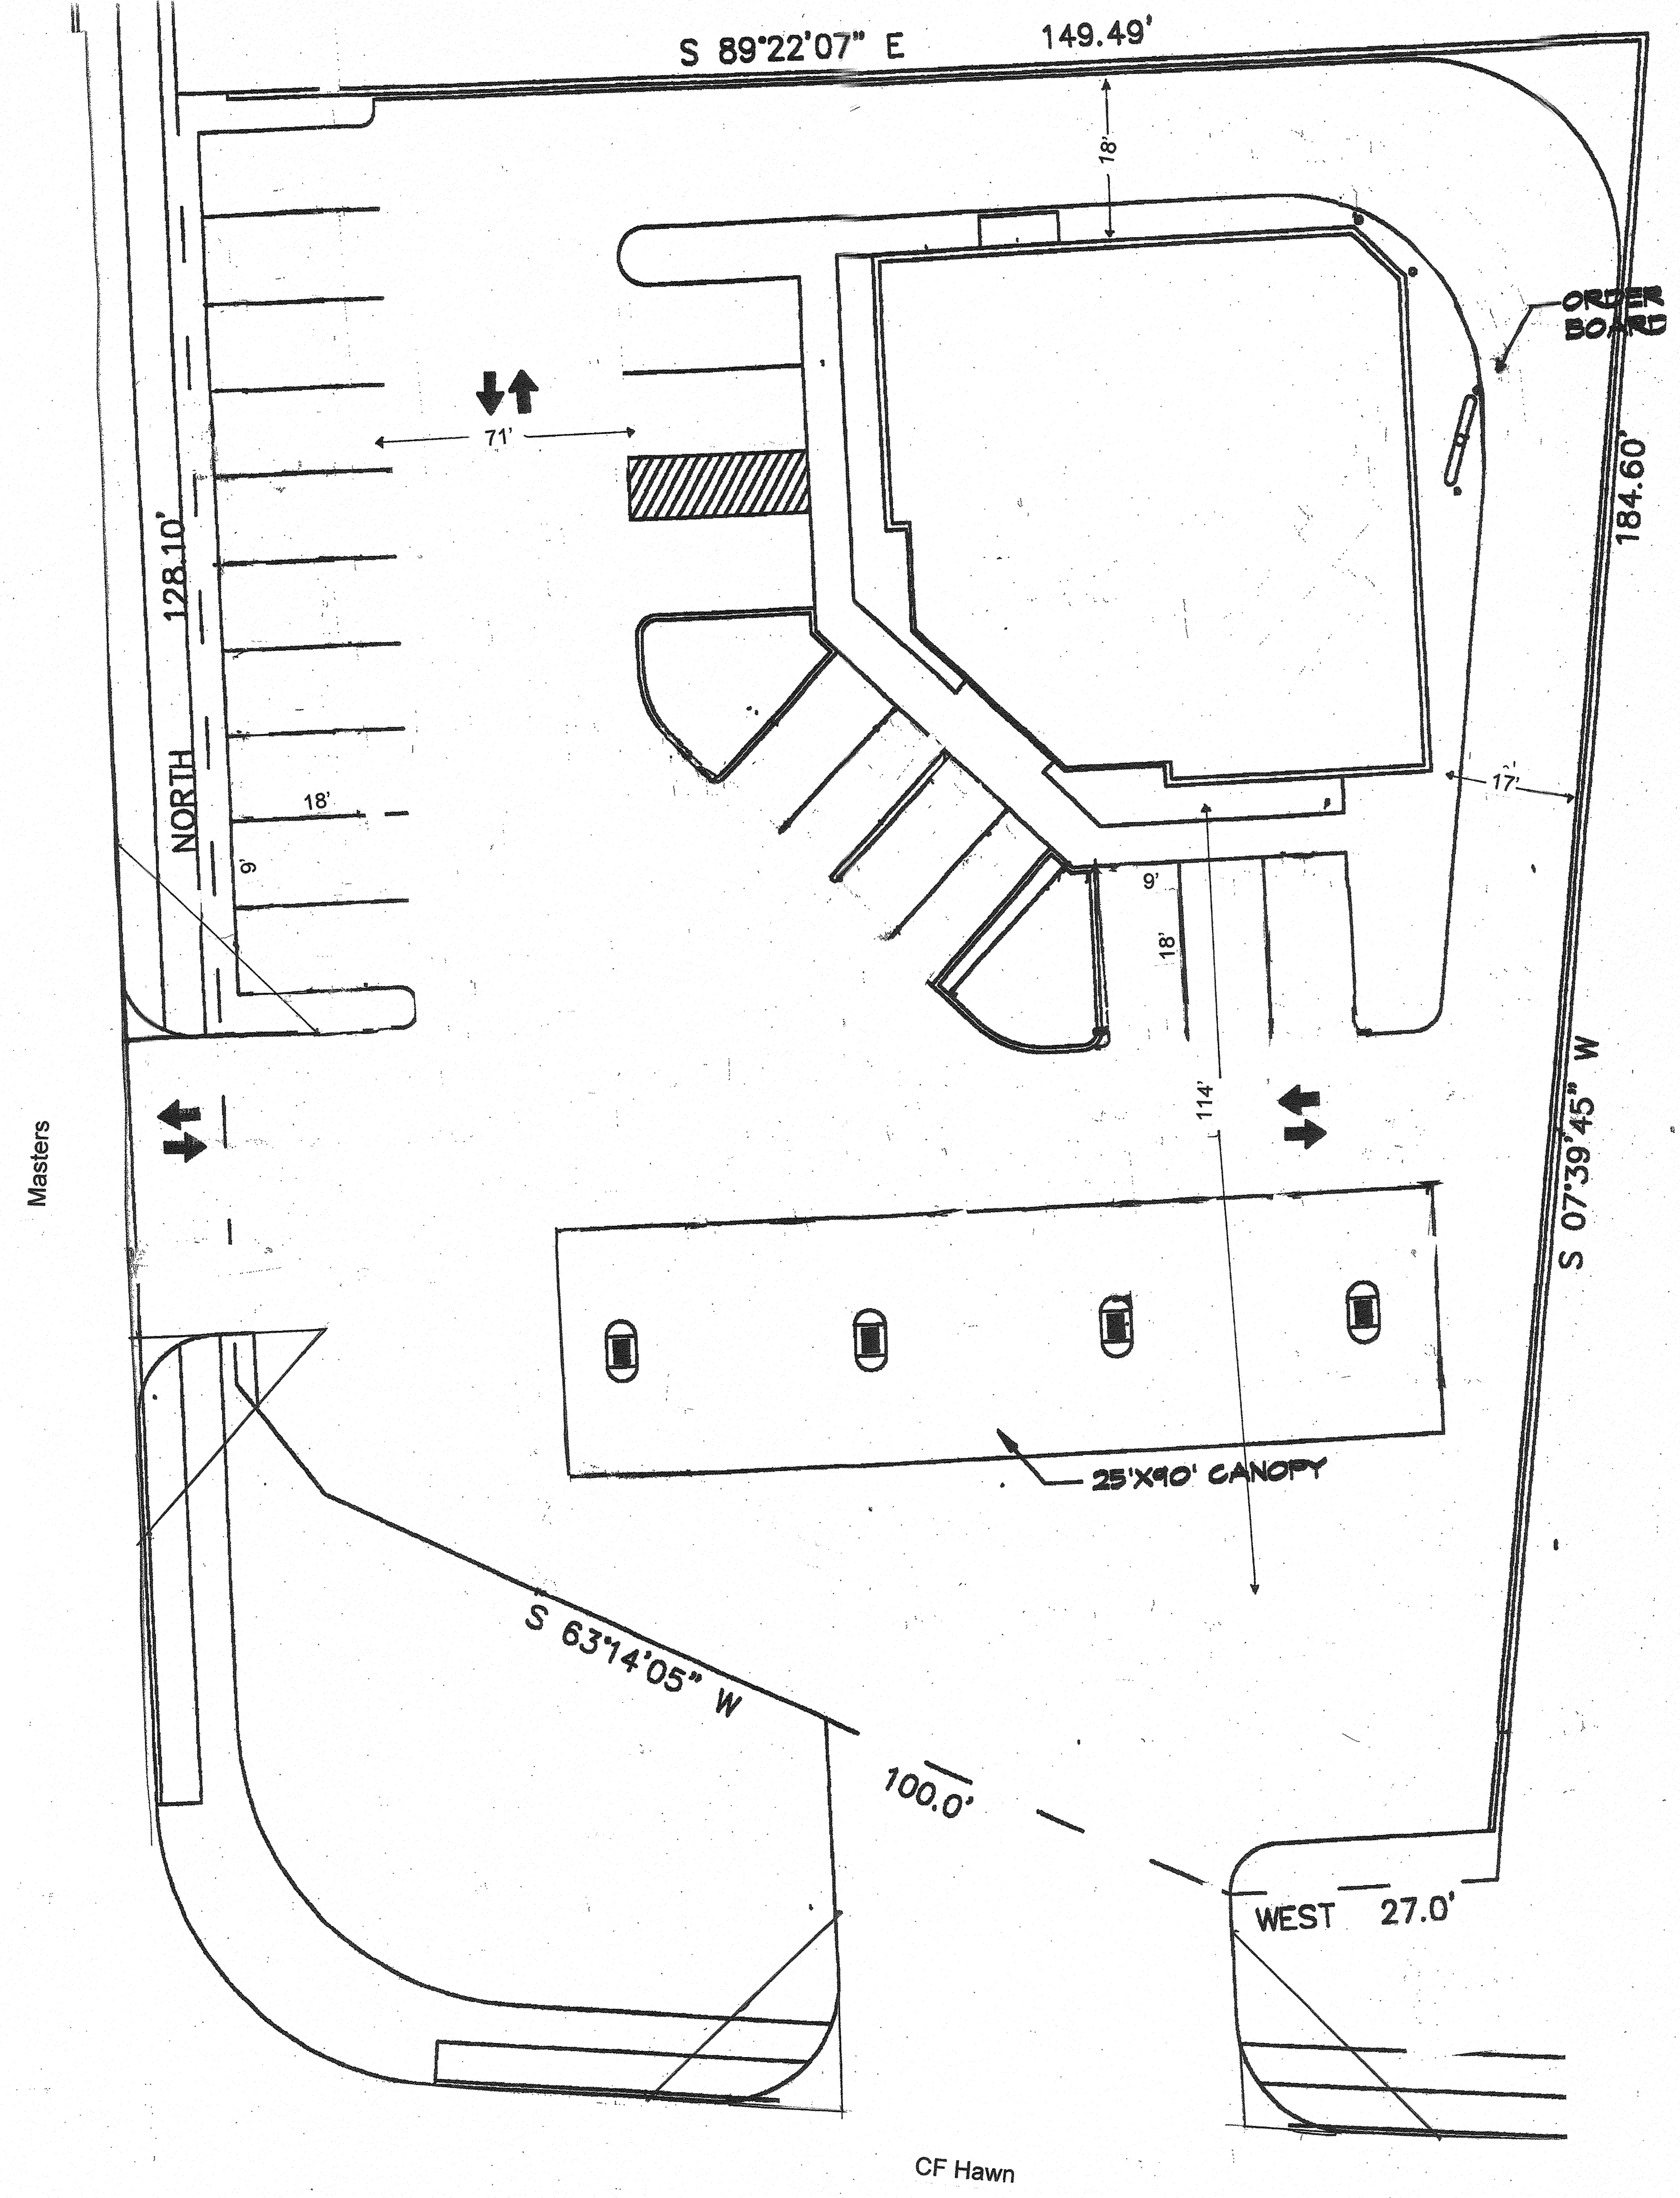 S 89°22'07" E 149.49'
18'
ORDER
BOARD
71'
184.60'
128.10'
NORTH
18'
9'
17'
9'
18'
114'
S 07°39'45" W
Masters
25'X90' CANOPY
S 63°14'05" W
100.0'
WEST 27.0'
CF Hawn